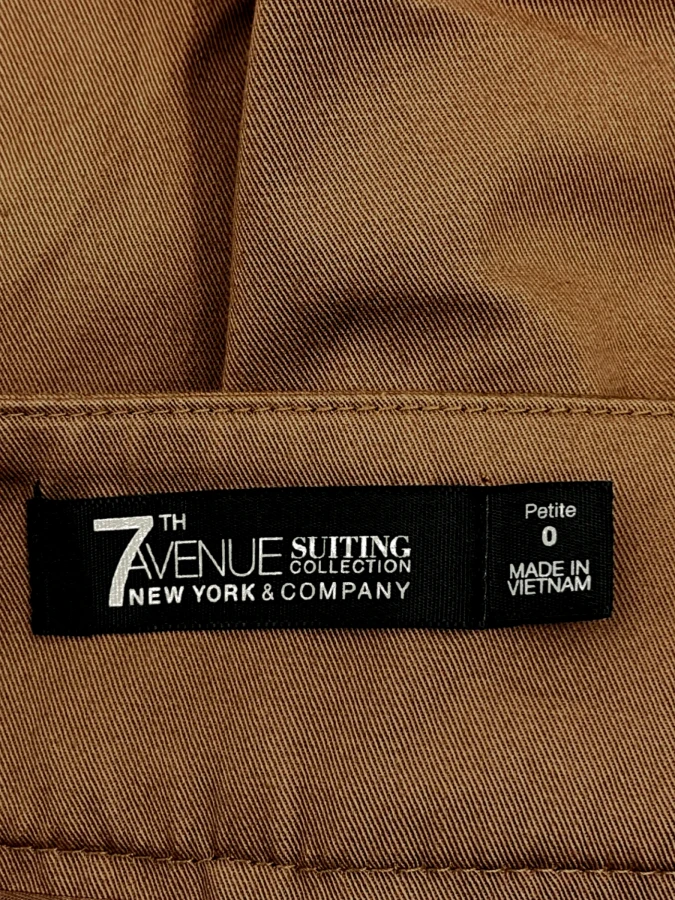 7TH AVENUE SUITING COLLECTION
NEW YORK & COMPANY
Petite
0
MADE IN
VIETNAM